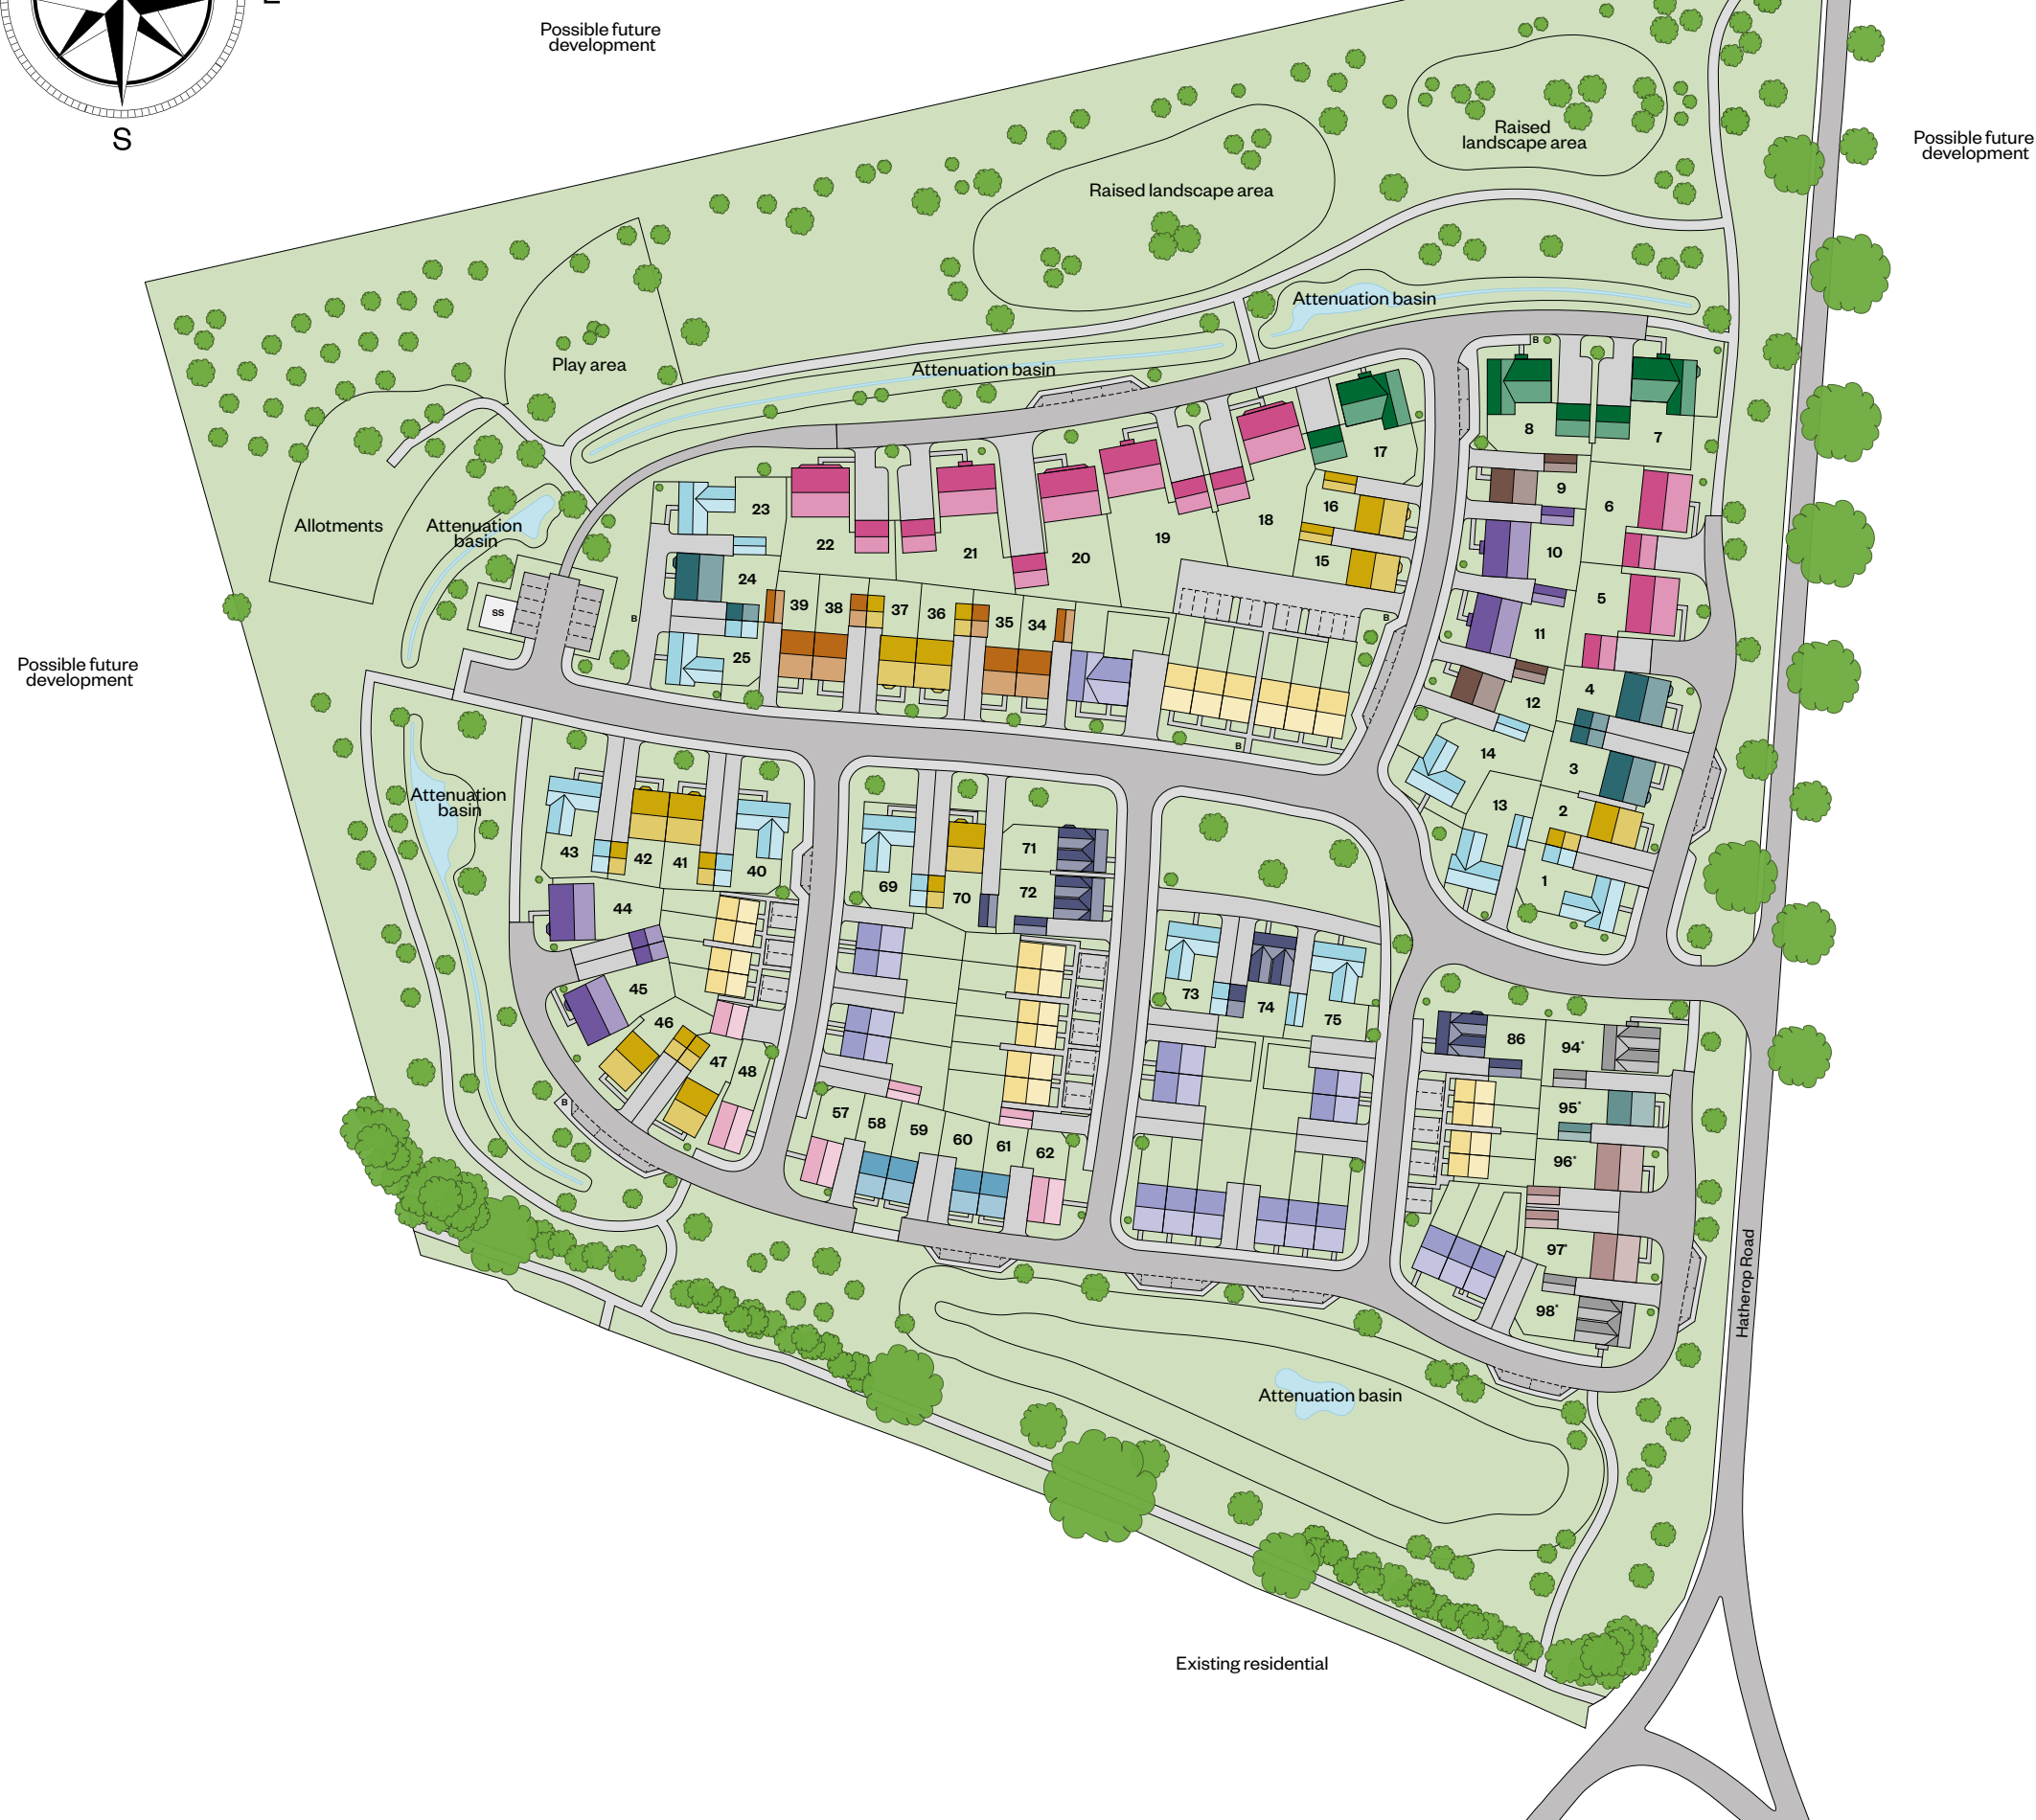 S
Possible future
development
Possible future
development
Raised
landscape area
Raised landscape area
Attenuation basin
Play area
Attenuation basin
B
8
7
17
9
6
16
23
Allotments
Attenuation
basin
18
22
19
10
21
20
15
24
5
39
38
37
36
SS
35
34
B
B
11
25
Possible future
development
4
12
B
14
3
Attenuation
basin
13
2
43
42
41
40
71
69
70
72
1
44
45
73
74
75
46
86
94*
47
48
B
57
58
59
60
61
62
95*
96*
97*
98*
Hatherop Road
Attenuation basin
Existing residential